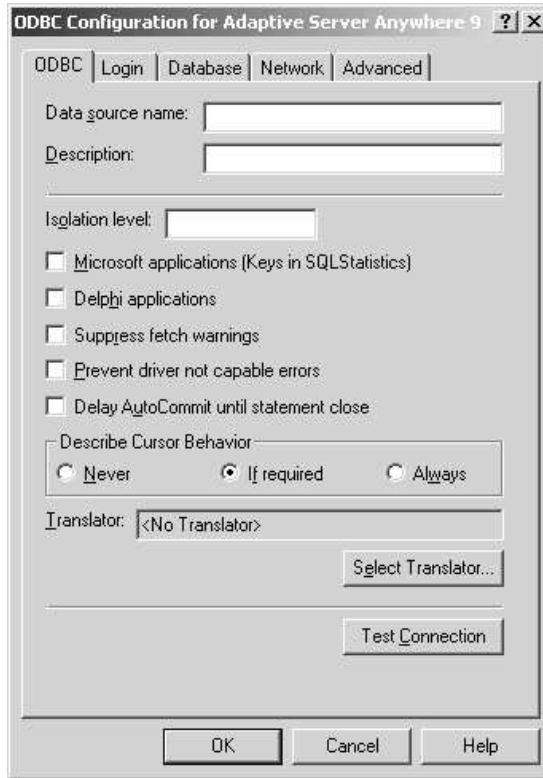 ODBC Configuration for Adaptive Server Anywhere 9
ODBC Login Database Network Advanced
Data source name:
Description:
Isolation level:
Microsoft applications (Keys in SQLStatistics)
Delphi applications
Suppress fetch warnings
Prevent driver not capable errors
Delay AutoCommit until statement close
Describe Cursor Behavior
Never If required Always
Translator: <No Translator>
Select Translator...
Test Connection
OK Cancel Help